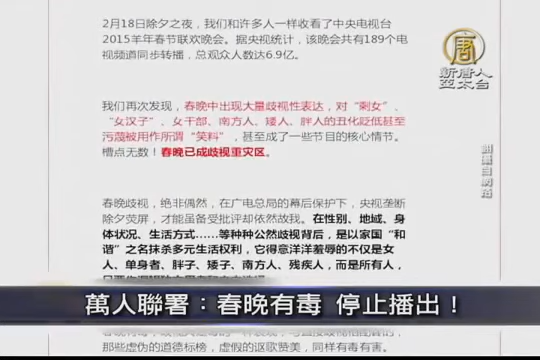 2月18日除夕之夜，我们和许多人一样收看了中央电视台
2015羊年春节联欢晚会。据央视统计，该晚会共有189个电
视频道同步转播，总观众人数达6.9亿。
我们再次发现，春晚中出现大量歧视性表达，对“剩女”、
“女汉子”、女干部、南方人、矮人、胖人的丑化贬低甚至
污蔑被用作所谓“笑料”，甚至成了一些节目的核心情节。
槽点无数！春晚已成歧视重灾区。
春晚歧视，绝非偶然，在广电总局的幕后保护下，央视垄断
除夕荧屏，才能虽备受批评却依然故我。在性别、地域、身
体状况、生活方式……等种种公然歧视背后，是以家国“和
谐”之名抹杀多元生活权利，它得意洋洋羞辱的不仅是女
人、单身者、胖子、矮子、南方人、残疾人，而是所有人，
萬人聯署：春晚有毒 停止播出！
那些虚伪的道德标榜，虚假的讴歌赞美，同样有毒有害。
唐
新唐人
亞太台